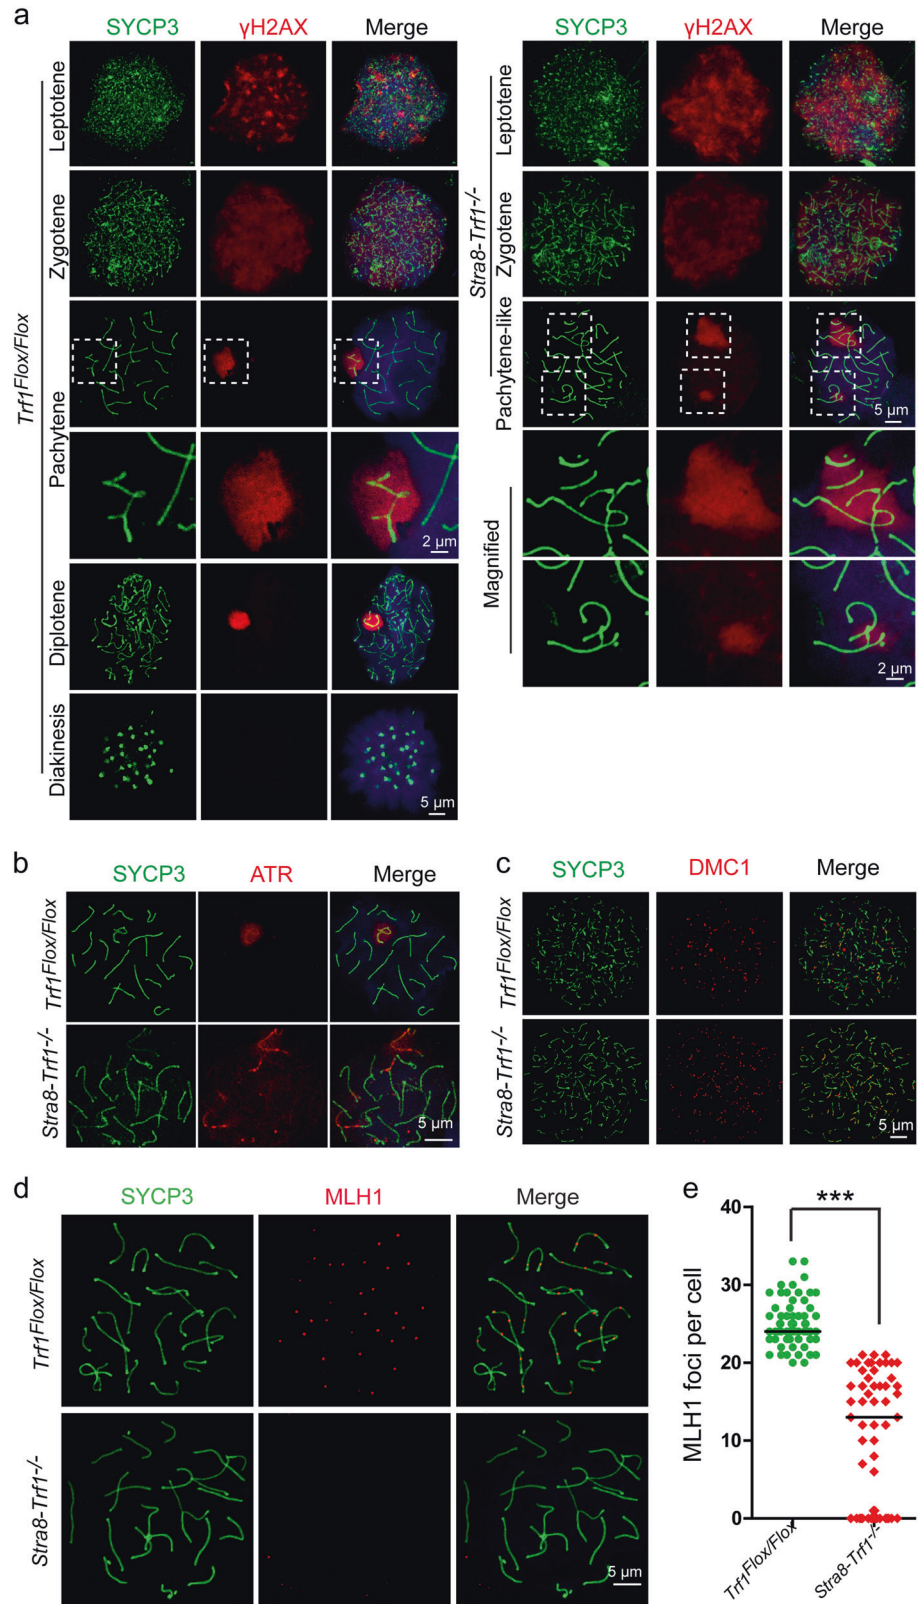 a
SYCP3 γH2AX Merge
Trf1Flox/Flox
Leptotene
Zygotene
Pachytene
2 μm
Diplotene
Diakinesis
5 μm
SYCP3 γH2AX Merge
Stra8-Trf1-/-
Leptotene
Zygotene
Pachytene-like
5 μm
Magnified
2 μm
b
SYCP3 ATR Merge
Trf1Flox/Flox
Stra8-Trf1-/-
5 μm
c
SYCP3 DMC1 Merge
Trf1Flox/Flox
Stra8-Trf1-/-
5 μm
d
SYCP3 MLH1 Merge
Trf1Flox/Flox
Stra8-Trf1-/-
5 μm
e
***
MLH1 foci per cell
40
30
20
10
0
Trf1Flox/Flox
Stra8-Trf1-/-